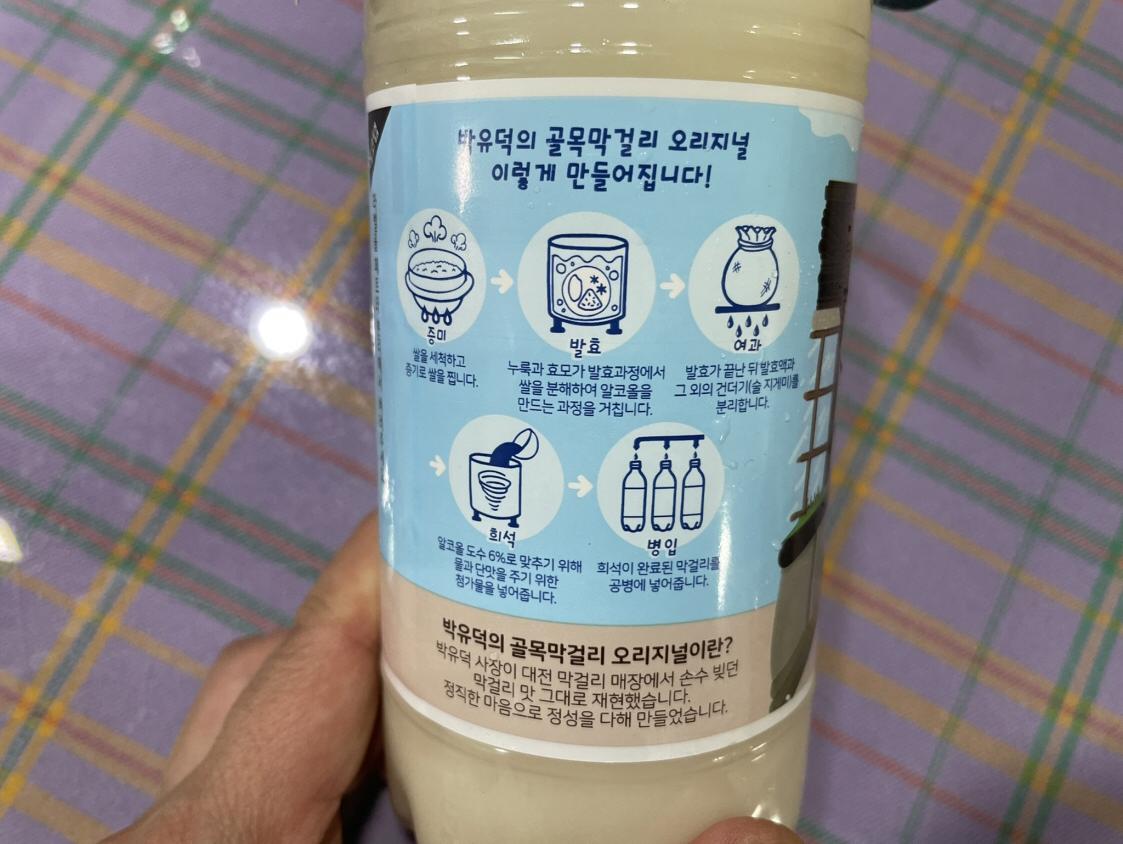 박유덕의 골목막걸리 오리지널
이렇게 만들어집니다!
증미
쌀을 세척하고
증기로 쌀을 찝니다.
발효
누룩과 효모가 발효과정에서
쌀을 분해하여 알코올을
만드는 과정을 거칩니다.
여과
발효가 끝난 뒤 발효액과
그 외의 건더기(술 지게미)를
분리합니다.
희석
알코올 도수 6%로 맞추기 위해
물과 단맛을 주기 위한
첨가물을 넣어줍니다.
병입
희석이 완료된 막걸리를
공병에 넣어줍니다.
박유덕의 골목막걸리 오리지널이란?
박유덕 사장이 대전 막걸리 매장에서 손수 빚던
막걸리 맛 그대로 재현했습니다.
정직한 마음으로 정성을 다해 만들었습니다.